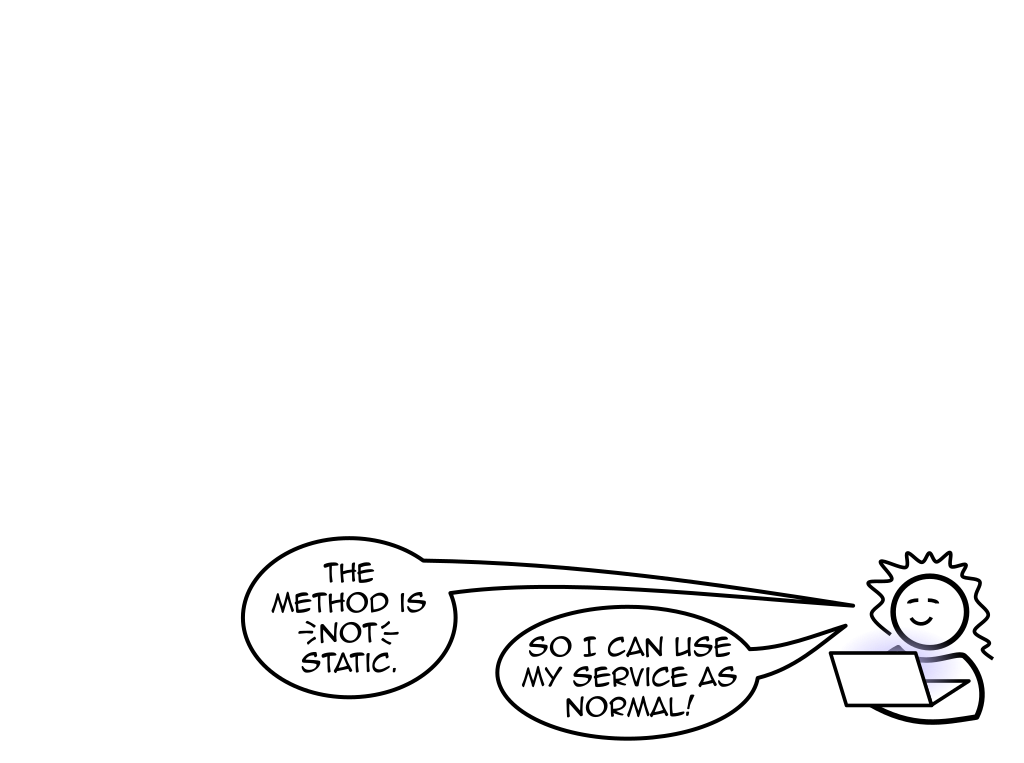 THE
METHOD IS
NOT
STATIC.
SO I CAN USE
MY SERVICE AS
NORMAL!